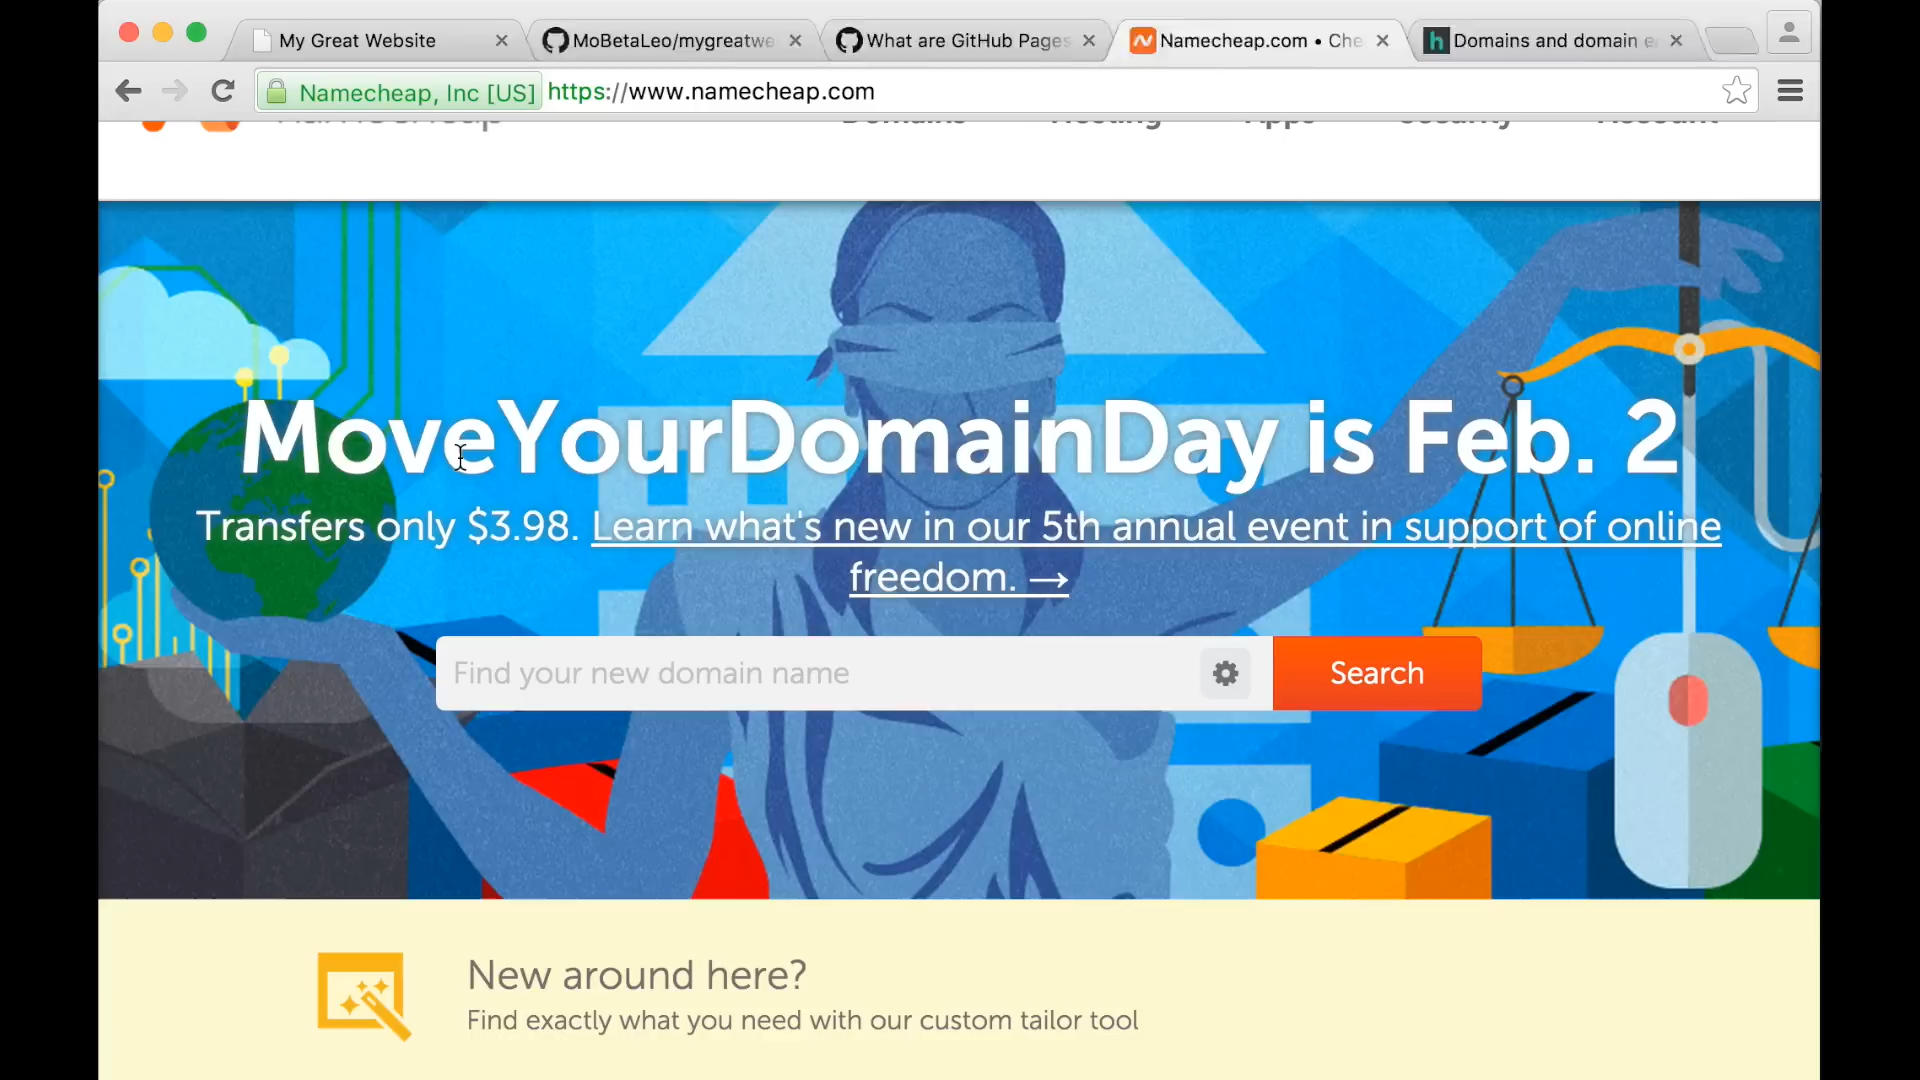 My Great Website
MoBetaLeo/mygreatwe
What are GitHub Pages
Namecheap.com • Che
Domains and domain e
Namecheap, Inc [US] https://www.namecheap.com
Domains Hosting Apps Security Account
MoveYourDomainDay is Feb. 2
Transfers only $3.98. Learn what's new in our 5th annual event in support of online
freedom. →
Find your new domain name
Search
New around here?
Find exactly what you need with our custom tailor tool